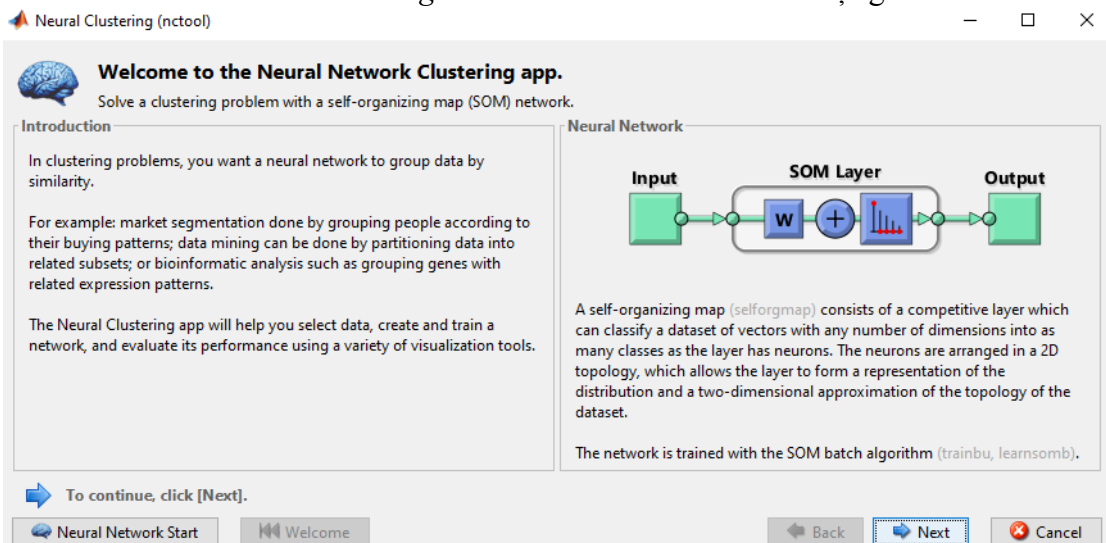 Neural Clustering (nctool)
Welcome to the Neural Network Clustering app.
Solve a clustering problem with a self-organizing map (SOM) network.
Introduction
In clustering problems, you want a neural network to group data by
similarity.
For example: market segmentation done by grouping people according to
their buying patterns; data mining can be done by partitioning data into
related subsets; or bioinformatic analysis such as grouping genes with
related expression patterns.
The Neural Clustering app will help you select data, create and train a
network, and evaluate its performance using a variety of visualization tools.
Neural Network
Input
SOM Layer
Output
W
+
A self-organizing map (selforgmap) consists of a competitive layer which
can classify a dataset of vectors with any number of dimensions into as
many classes as the layer has neurons. The neurons are arranged in a 2D
topology, which allows the layer to form a representation of the
distribution and a two-dimensional approximation of the topology of the
dataset.
The network is trained with the SOM batch algorithm (trainbu, learnsomb).
To continue, click [Next].
Neural Network Start
Welcome
Back
Next
Cancel